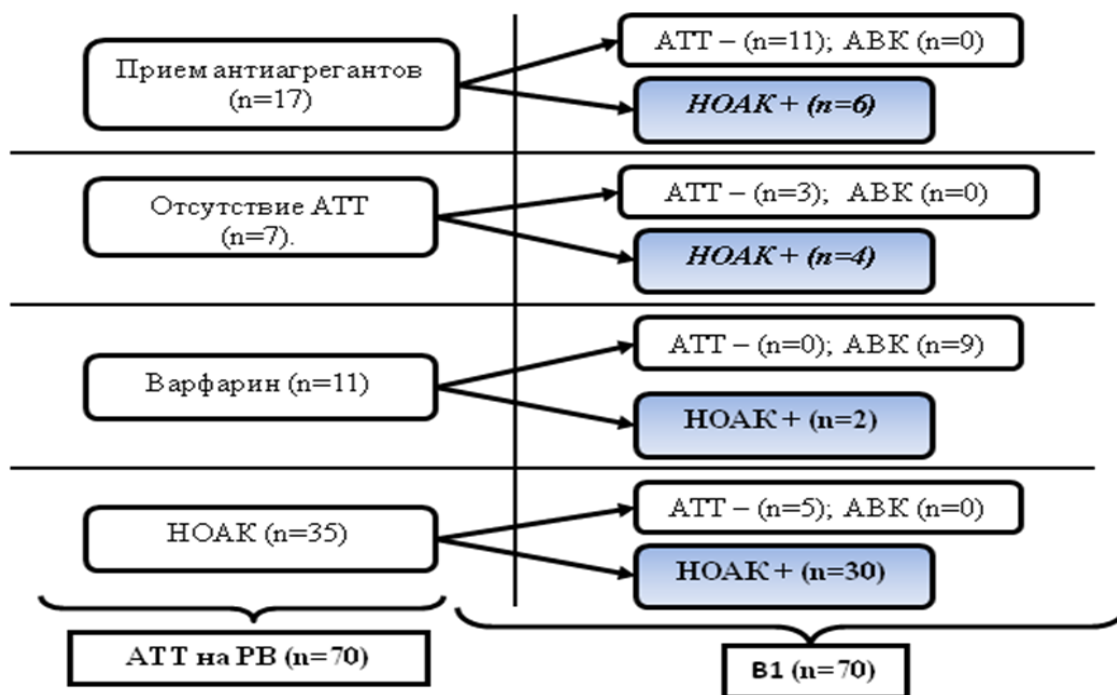 Прием антиагрегантов
(n=17)
АТТ – (n=11); АВК (n=0)
НОАК + (n=6)
Отсутствие АТТ
(n=7).
АТТ – (n=3); АВК (n=0)
НОАК + (n=4)
Варфарин (n=11)
АТТ – (n=0); АВК (n=9)
НОАК + (n=2)
НОАК (n=35)
АТТ – (n=5); АВК (n=0)
НОАК + (n=30)
АТТ на РВ (n=70)
В1 (n=70)